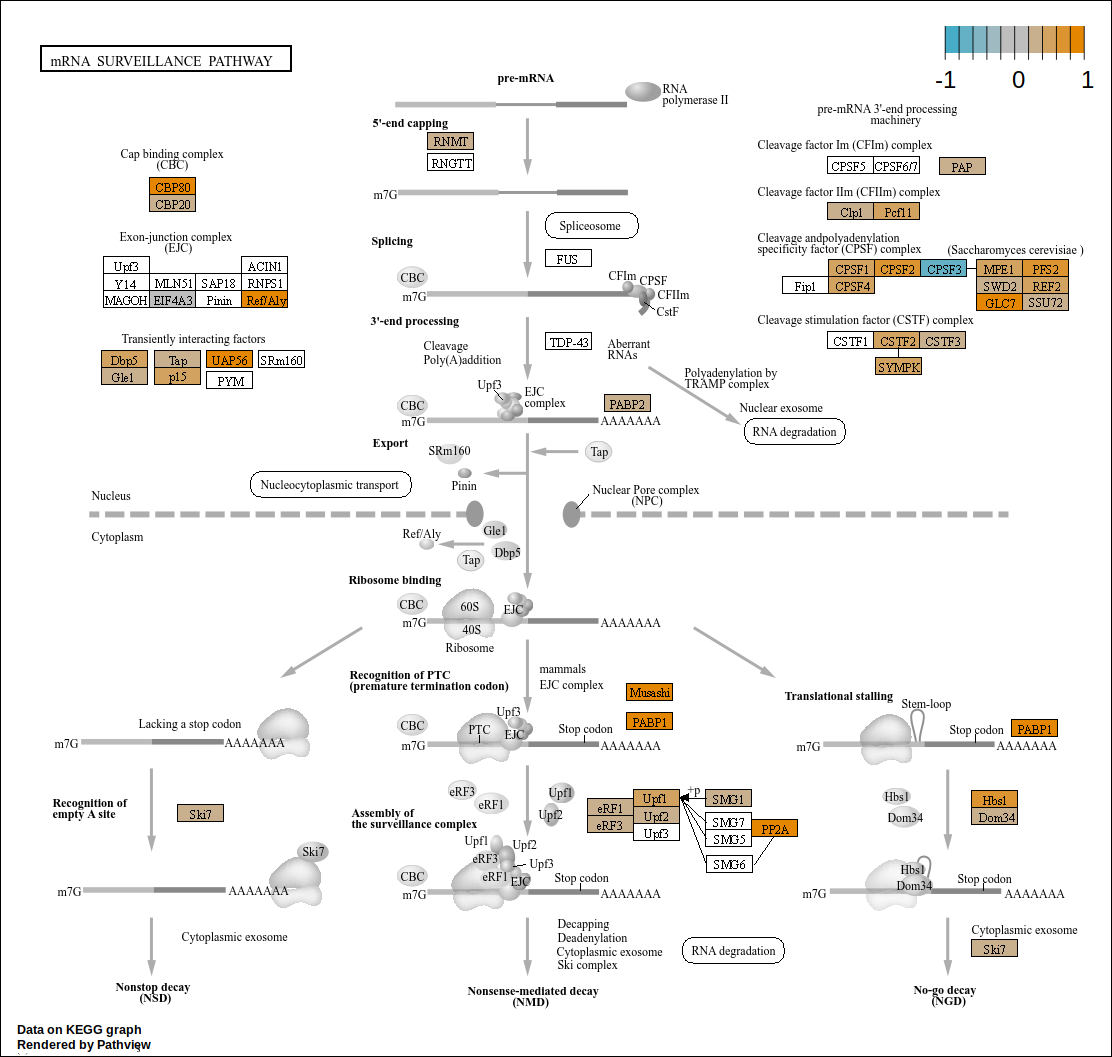 mRNA SURVEILLANCE PATHWAY
-1 0 1
pre-mRNA
RNA
polymerase II
5'-end capping
RNMT
RNGTT
m7G
Cap binding complex
(CBC)
CBP80
CBP20
Exon-junction complex
(EJC)
Upf3 ACIN1
Y14 MLN51 SAP18 RNPS1
MAGOH EIF4A3 Pinin Ref/Aly
Transiently interacting factors
Dbp5 Tap UAP56 SRm160
Gle1 p15 PYM
pre-mRNA 3'-end processing
machinery
Cleavage factor Im (CFIm) complex
CPSF5 CPSF6/7 PAP
Cleavage factor IIm (CFIIm) complex
Clp1 Pcf11
Cleavage andpolyadenylation
specificity factor (CPSF) complex (Saccharomyces cerevisiae )
CPSF1 CPSF2 CPSF3 MPE1 PFS2
Fip1 CPSF4 SWD2 REF2
GLC7 SSU72
Cleavage stimulation factor (CSTF) complex
CSTF1 CSTF2 CSTF3
SYMPK
Spliceosome
Splicing
FUS
CBC
m7G
CFIm CPSF
CFIIm
CstF
3'-end processing
Cleavage
Poly(A)addition
TDP-43
Aberrant
RNAs
Polyadenylation by
TRAMP complex
Nuclear exosome
RNA degradation
Upf3 EJC
complex
PABP2
CBC
m7G AAAAAAA
Export
SRm160 Tap
Pinin
Nucleocytoplasmic transport
Nuclear Pore complex
(NPC)
Nucleus
Cytoplasm
Ref/Aly Gle1
Tap Dbp5
Ribosome binding
CBC 60S EJC
m7G 40S AAAAAAA
Ribosome
Recognition of PTC
(premature termination codon)
mammals
EJC complex
Musashi
PABP1
Upf3
CBC PTC EJC Stop codon
m7G AAAAAAA
Lacking a stop codon
m7G AAAAAAA
Translational stalling
Stem-loop
Stop codon PABP1
m7G AAAAAAA
Recognition of
empty A site
Ski7
Ski7
m7G AAAAAAA
Cytoplasmic exosome
Nonstop decay
(NSD)
eRF3 eRF1 Upf1 Upf2
Assembly of
the surveillance complex
eRF1 Upf1 +p SMG1
eRF3 Upf2 SMG7 PP2A
Upf3 SMG5
SMG6
Upf1 Upf2
eRF3 Upf3
CBC eRF1 EJC Stop codon
m7G AAAAAAA
Decapping
Deadenylation
Cytoplasmic exosome
Ski complex
RNA degradation
Nonsense-mediated decay
(NMD)
Hbs1
Dom34
Hbs1
Dom34
Hbs1
Dom34 Stop codon
m7G AAAAAAA
Cytoplasmic exosome
Ski7
No-go decay
(NGD)
Data on KEGG graph
Rendered by Pathview